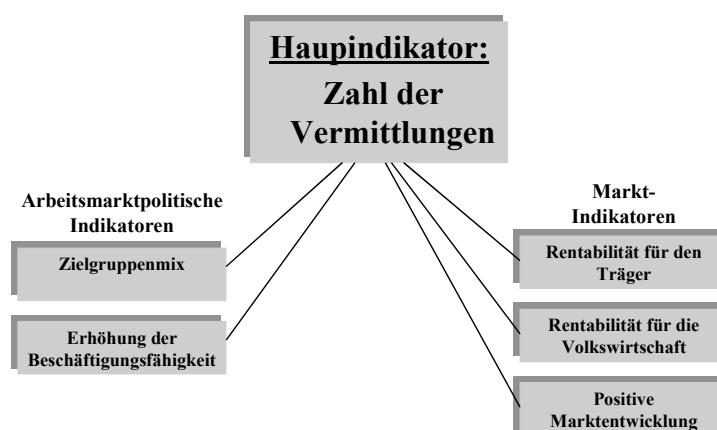 Haupindikator:
Zahl der
Vermittlungen
Arbeitsmarktpolitische
Indikatoren
Zielgruppenmix
Erhöhung der
Beschäftigungsfähigkeit
Markt-
Indikatoren
Rentabilität für den
Träger
Rentabilität für die
Volkswirtschaft
Positive
Marktentwicklung